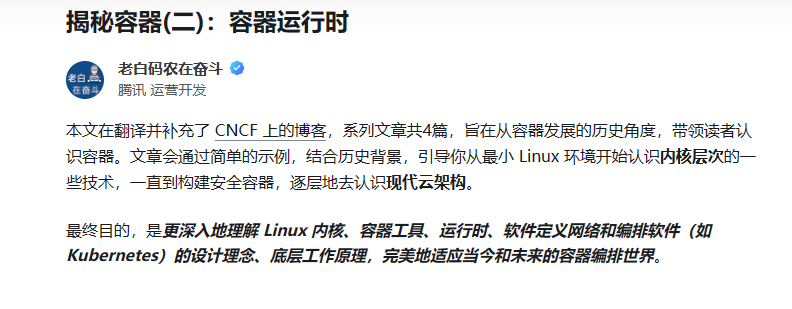 揭秘容器(二)：容器运行时
老白码农在奋斗
老白
在奋斗
腾讯 运营开发
本文在翻译并补充了 CNCF 上的博客，系列文章共4篇，旨在从容器发展的历史角度，带领读者认
识容器。文章会通过简单的示例，结合历史背景，引导你从最小 Linux 环境开始认识内核层次的一
些技术，一直到构建安全容器，逐层地去认识现代云架构。
最终目的，是更深入地理解 Linux 内核、容器工具、运行时、软件定义网络和编排软件（如
Kubernetes）的设计理念、底层工作原理，完美地适应当今和未来的容器编排世界。